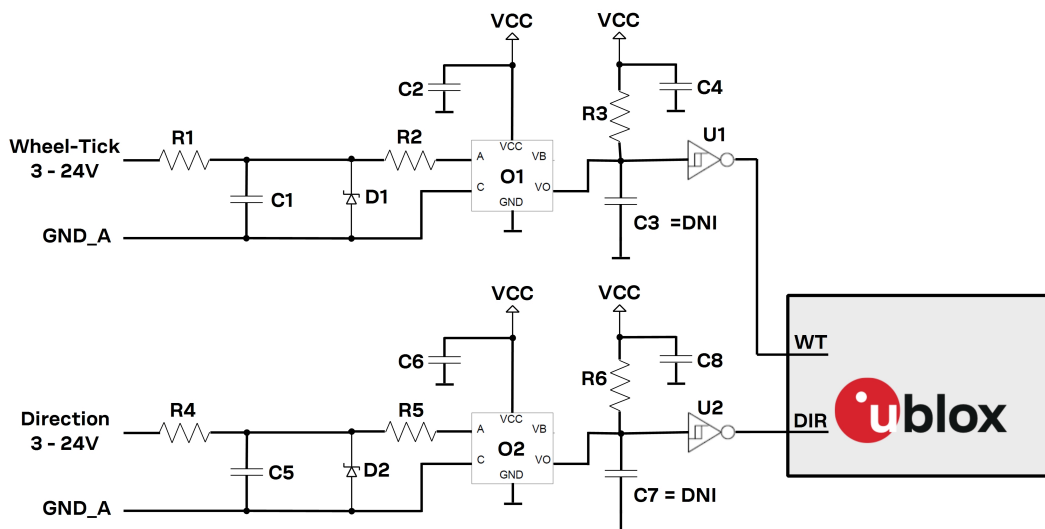 VCC
VCC
C2
C4
R3
U1
Wheel-Tick
3 - 24V
R1
R2
A
VCC
VB
O1
C
VO
GND
C1
D1
C3 =DNI
GND_A
VCC
VCC
C6
C8
R6
U2
WT
Direction
3 - 24V
R4
R5
A
VCC
VB
O2
C
VO
GND
C5
D2
C7 = DNI
GND_A
DIR
ublox